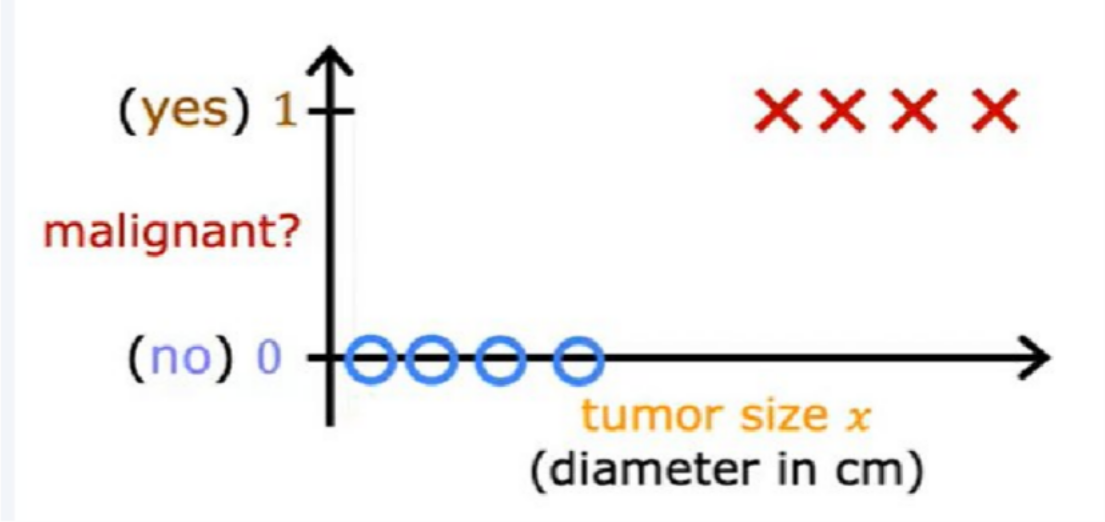 (yes) 1
malignant?
(no) 0
tumor size x
(diameter in cm)